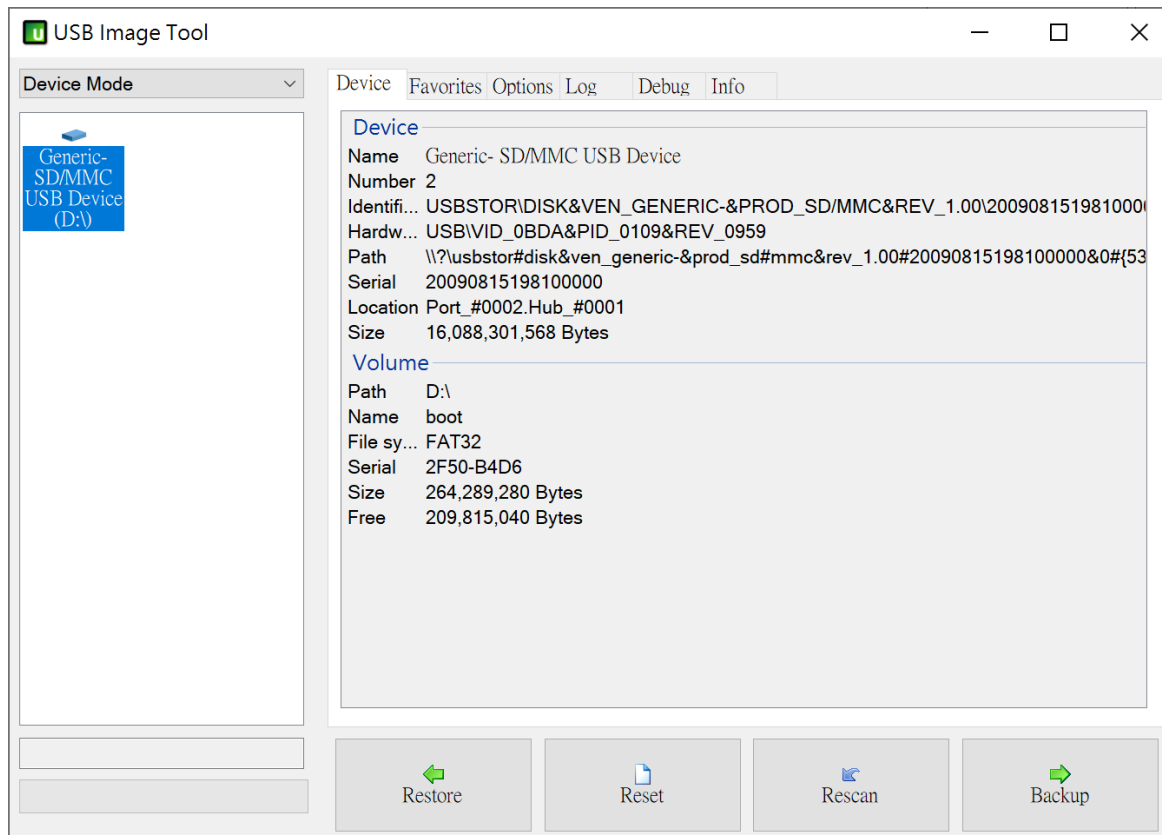 USB Image Tool
Device Mode
Generic-
SD/MMC
USB Device
(D:\)
Device Favorites Options Log Debug Info
Device
Name Generic- SD/MMC USB Device
Number 2
Identifi... USBSTOR\DISK&VEN_GENERIC-&PROD_SD/MMC&REV_1.00\2009081519810000
Hardw... USB\VID_0BDA&PID_0109&REV_0959
Path \\?\usbstor#disk&ven_generic-&prod_sd#mmc&rev_1.00#20090815198100000&0#{53
Serial 20090815198100000
Location Port_#0002.Hub_#0001
Size 16,088,301,568 Bytes
Volume
Path D:\
Name boot
File sy... FAT32
Serial 2F50-B4D6
Size 264,289,280 Bytes
Free 209,815,040 Bytes
Restore Reset Rescan Backup